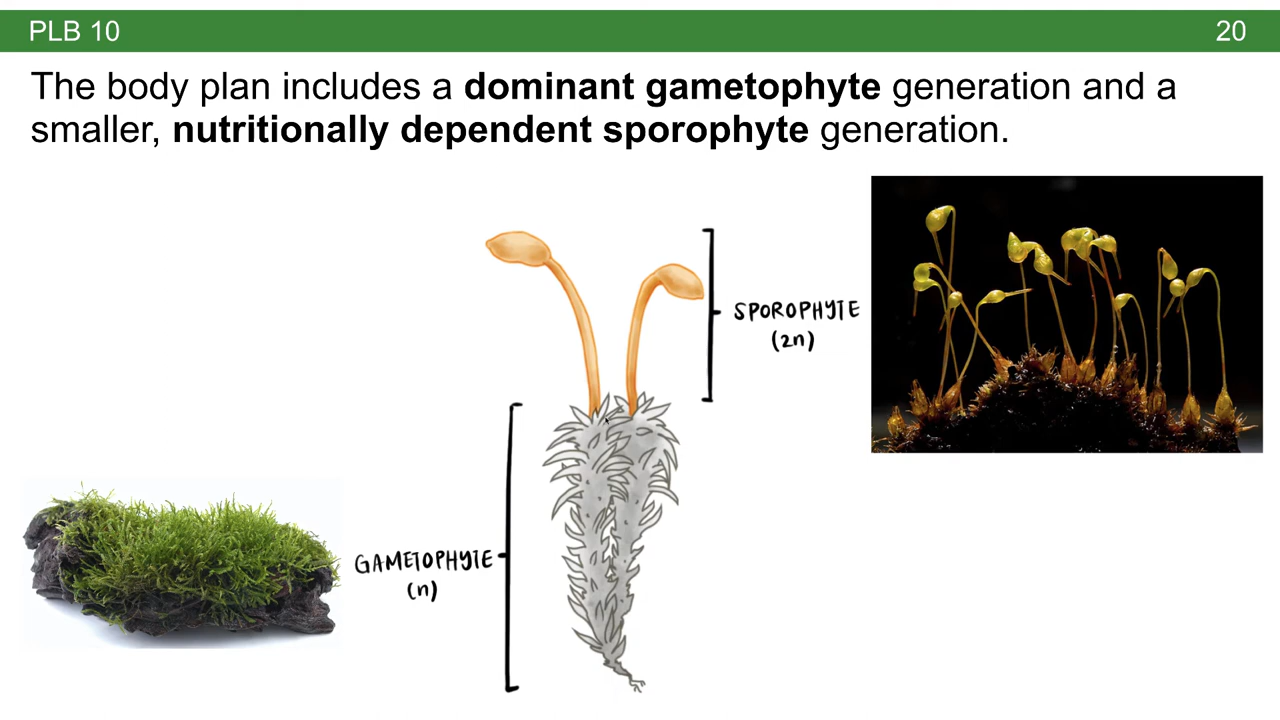 PLB 10
20
The body plan includes a dominant gametophyte generation and a
smaller, nutritionally dependent sporophyte generation.
SPOROPHYTE
(2n)
GAMETOPHYTE
(n)